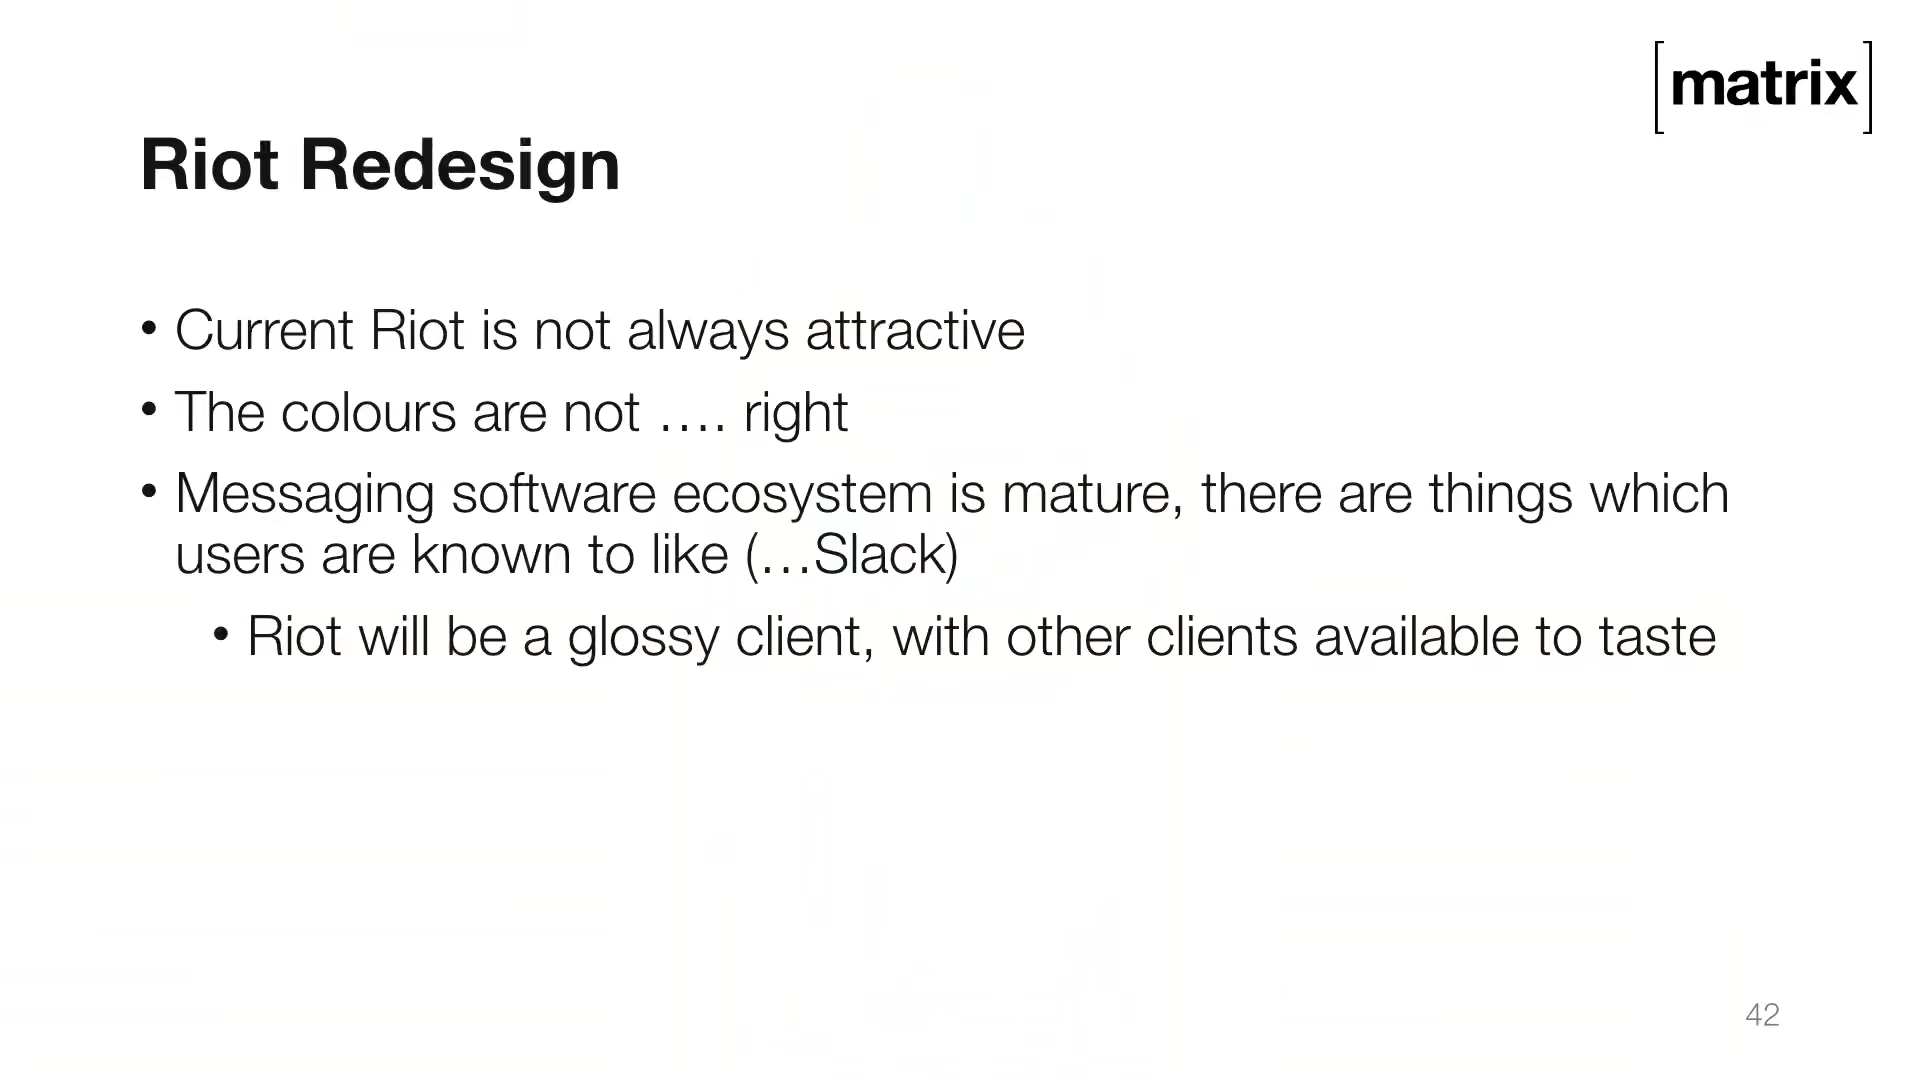 [matrix]
Riot Redesign
• Current Riot is not always attractive
• The colours are not .... right
• Messaging software ecosystem is mature, there are things which
users are known to like (...Slack)
• Riot will be a glossy client, with other clients available to taste
42